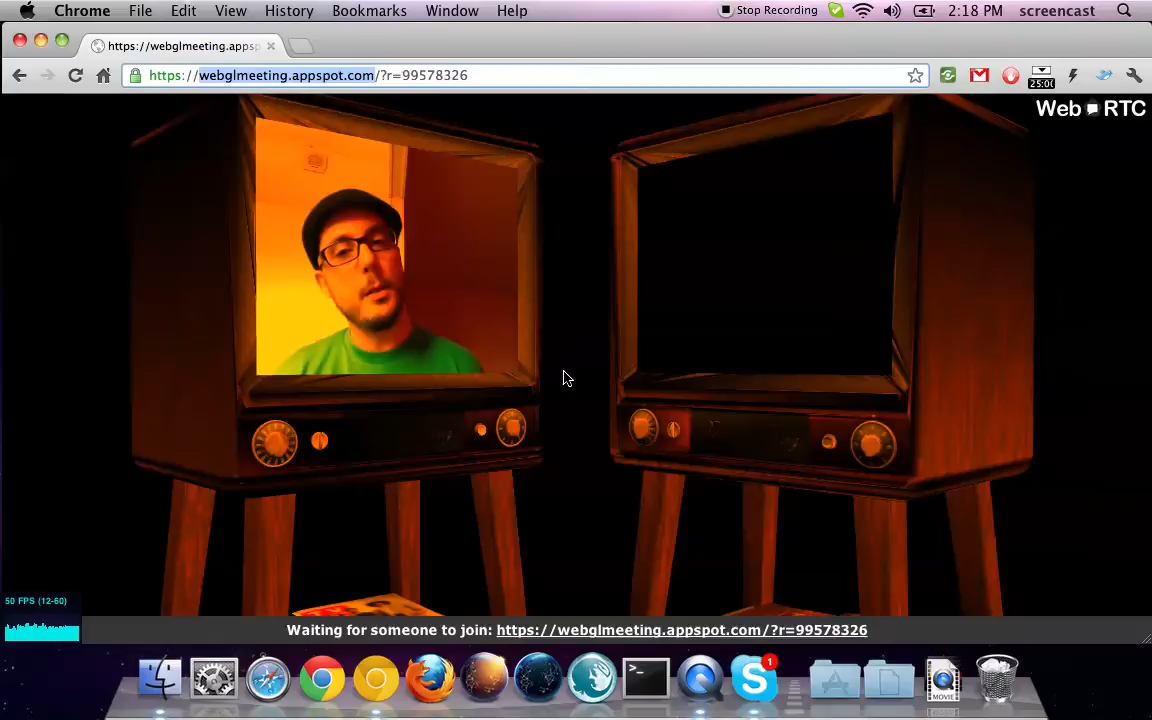 Chrome File Edit View History Bookmarks Window Help Stop Recording 2:18 PM screencast
https://webglmeeting.appsp
https://webglmeeting.appspot.com/?r=99578326
25:00
Web RTC
50 FPS (12-60)
Waiting for someone to join: https://webglmeeting.appspot.com/?r=99578326
>_
S
1
MOVIE